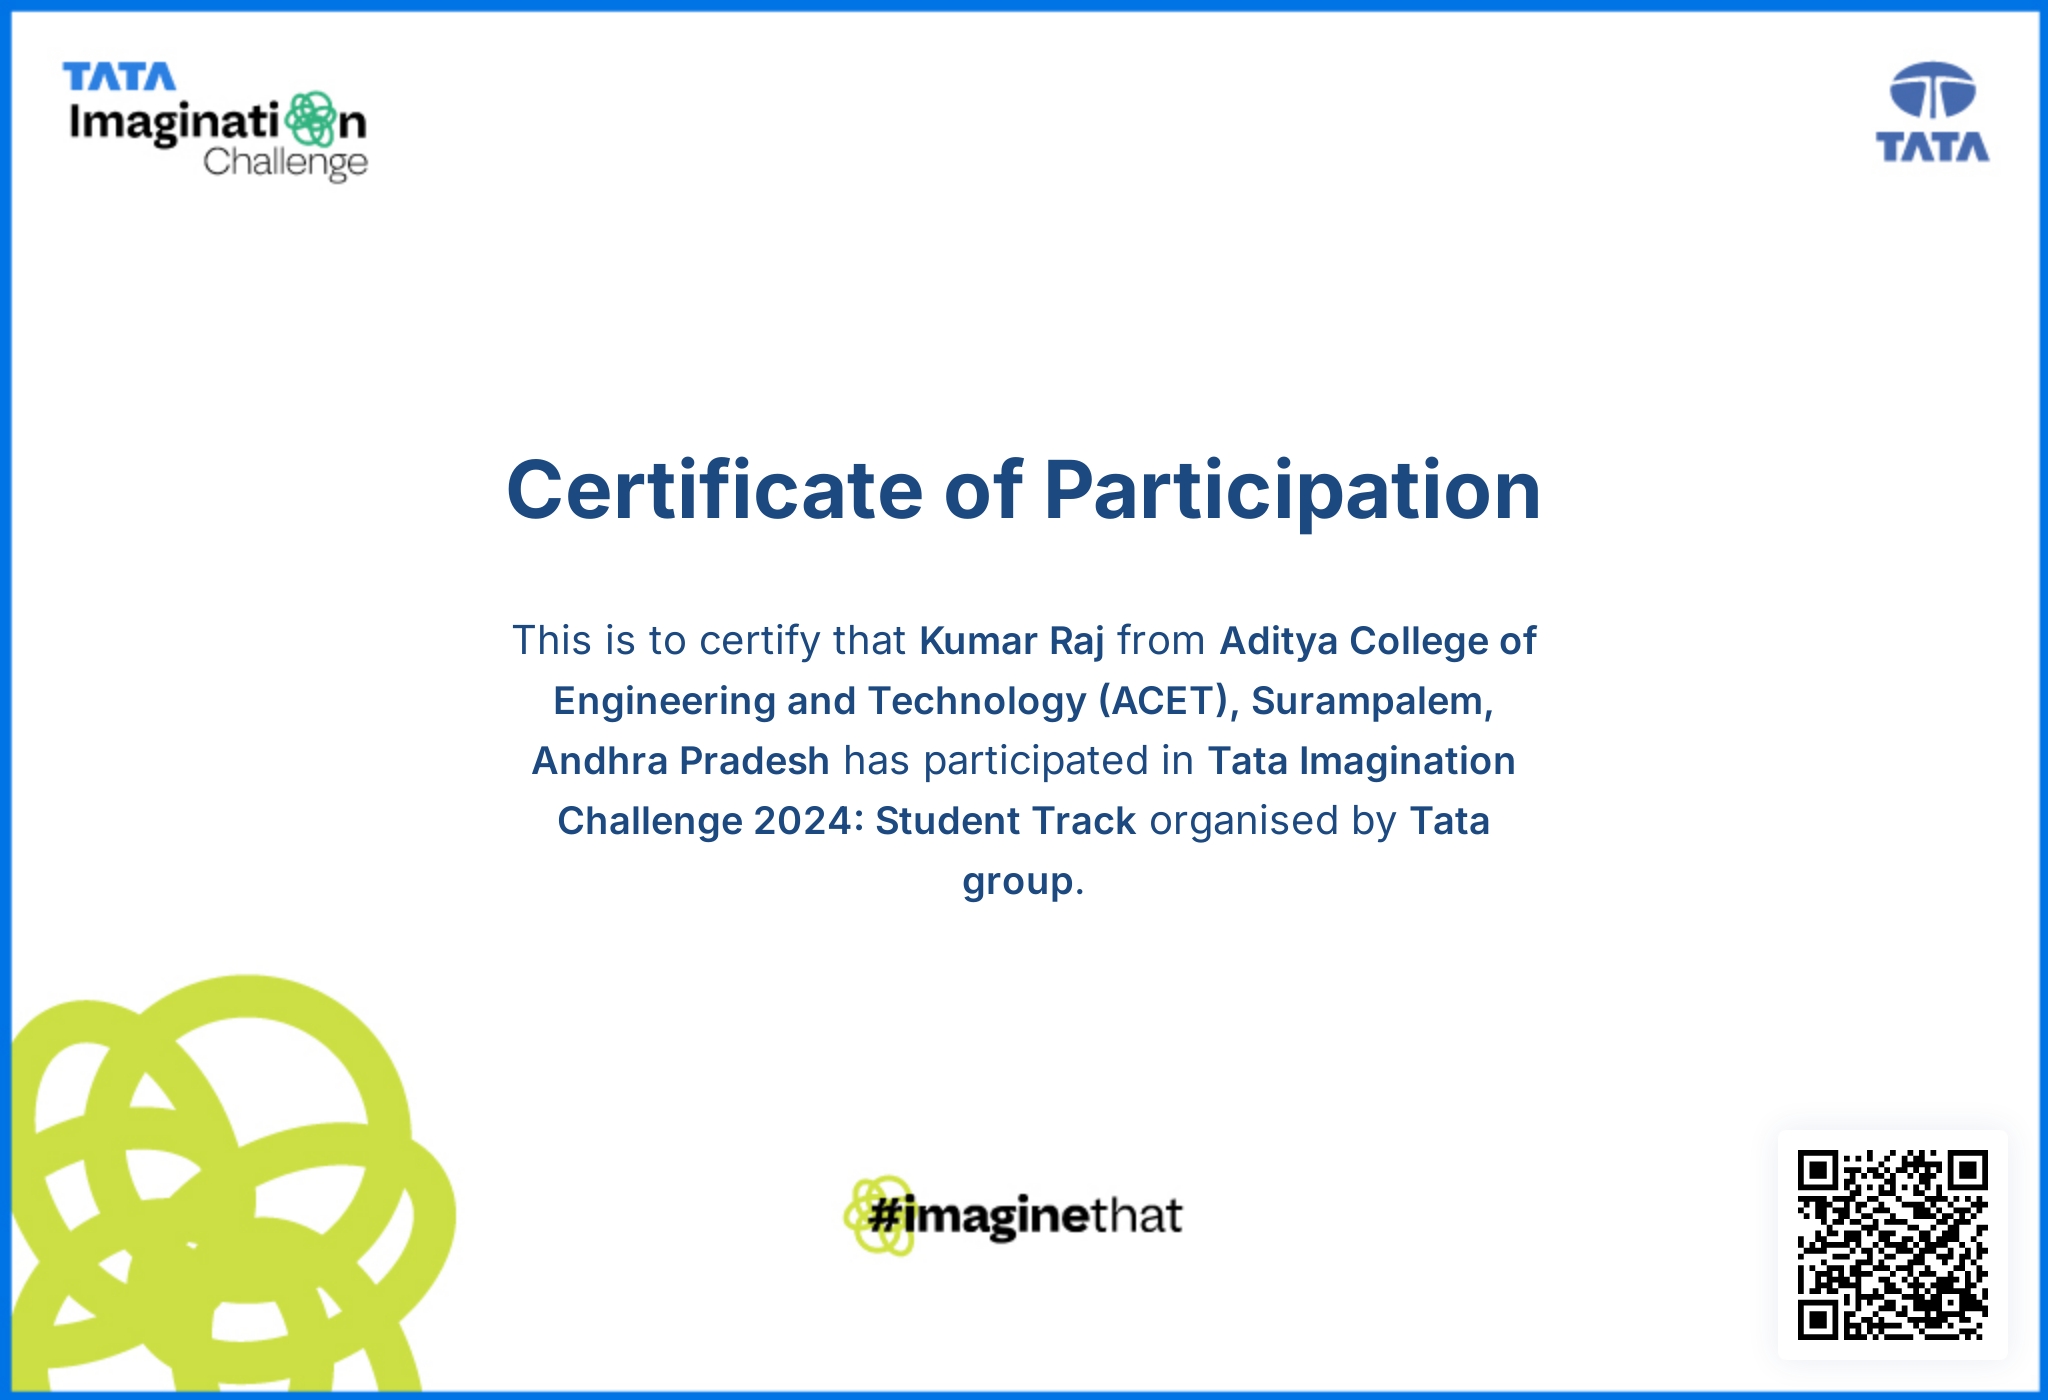 TATA
Imagination
Challenge
TATA
Certificate of Participation
This is to certify that Kumar Raj from Aditya College of
Engineering and Technology (ACET), Surampalem,
Andhra Pradesh has participated in Tata Imagination
Challenge 2024: Student Track organised by Tata
group.
#imaginethat